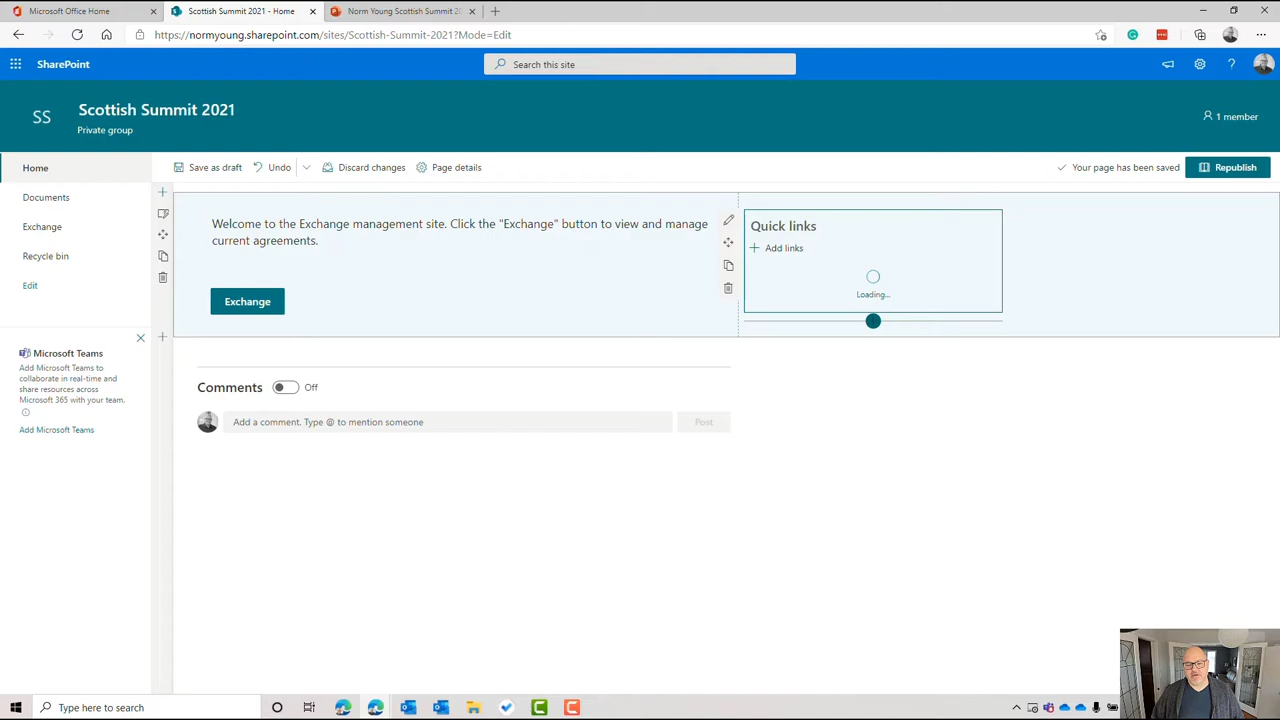 Microsoft Office Home
Scottish Summit 2021 - Home
Norm Young Scottish Summit 20
https://normyoung.sharepoint.com/sites/Scottish-Summit-2021?Mode=Edit
SharePoint
Search this site
?
SS
Scottish Summit 2021
Private group
1 member
Home
Save as draft
Undo
Discard changes
Page details
Your page has been saved
Republish
Documents
Exchange
Recycle bin
Edit
Welcome to the Exchange management site. Click the "Exchange" button to view and manage
current agreements.
Exchange
Quick links
Add links
Loading...
Microsoft Teams
Add Microsoft Teams to
collaborate in real-time and
share resources across
Microsoft 365 with your team.
Add Microsoft Teams
Comments
Off
Add a comment. Type @ to mention someone
Post
Type here to search